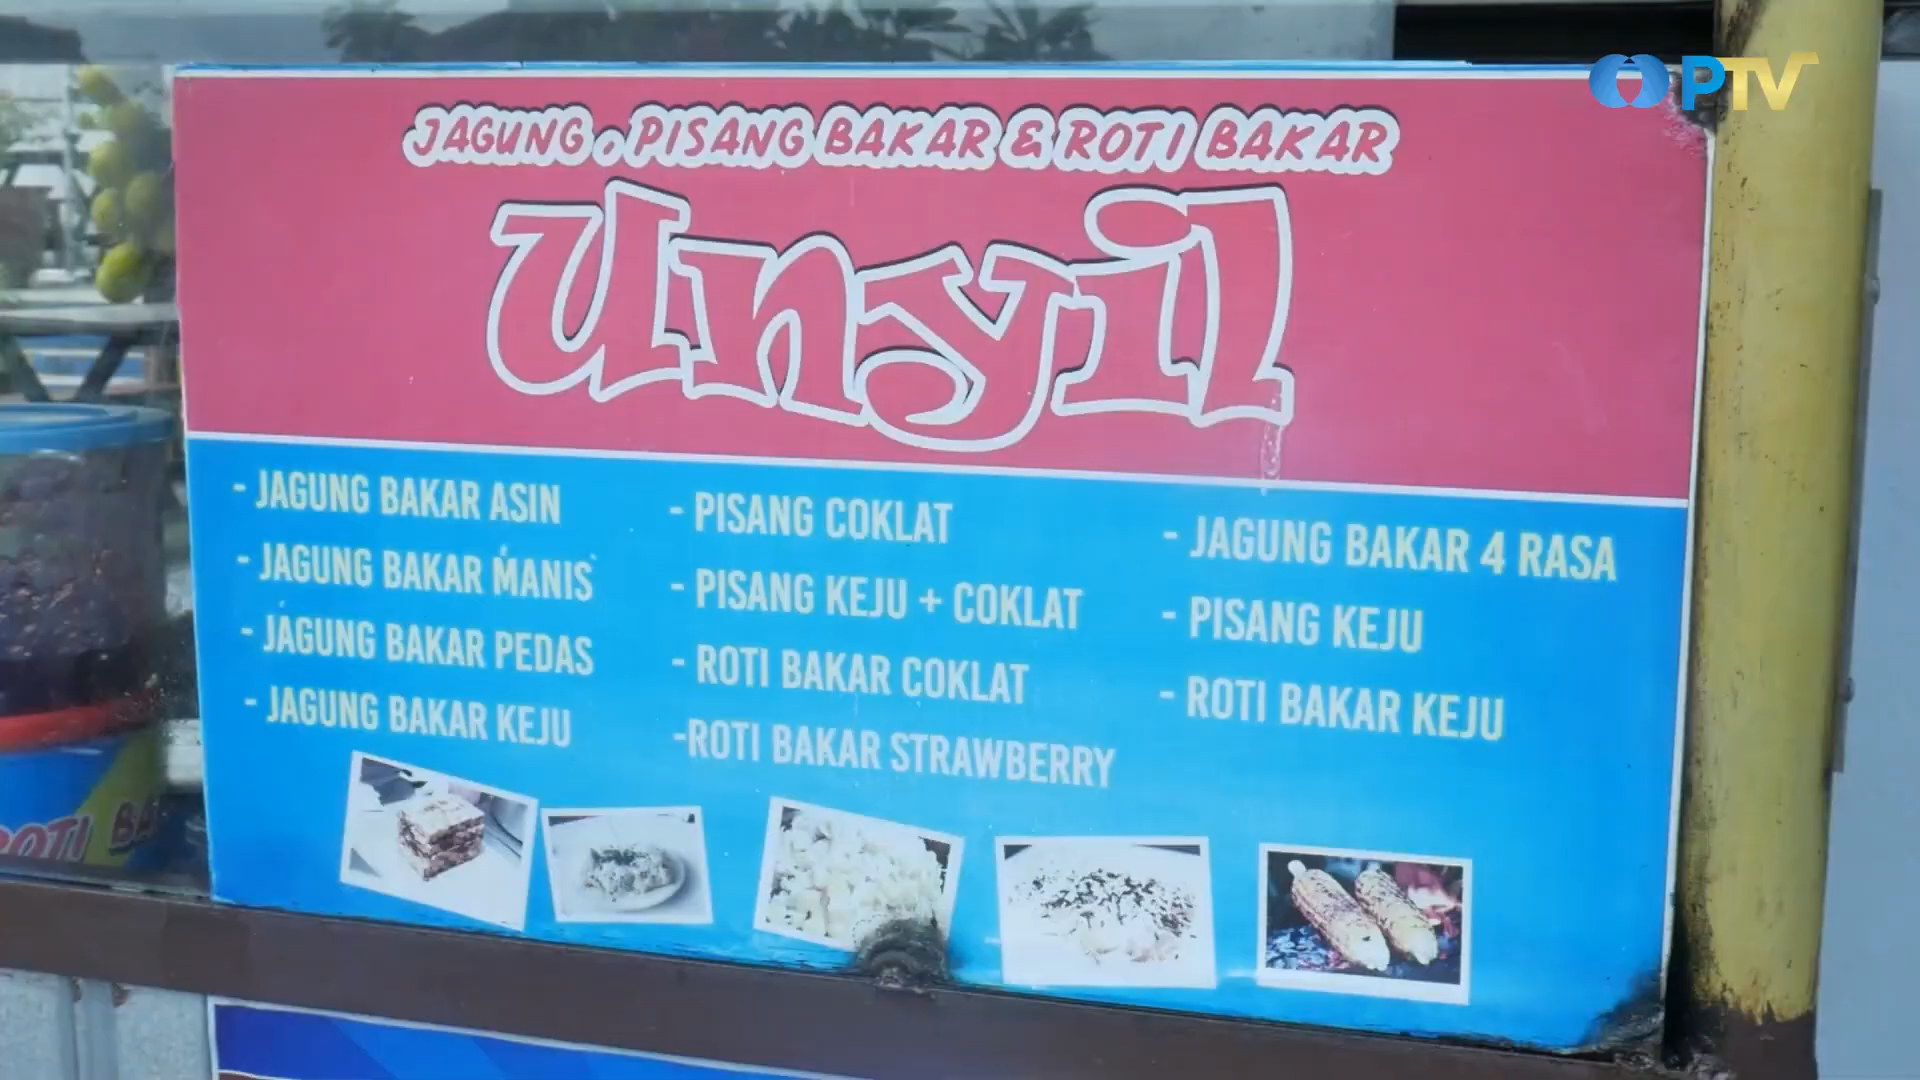 PTV
JAGUNG, PISANG BAKAR & ROTI BAKAR
Unyil
- JAGUNG BAKAR ASIN
- JAGUNG BAKAR MANIS
- JAGUNG BAKAR PEDAS
- JAGUNG BAKAR KEJU
- PISANG COKLAT
- PISANG KEJU + COKLAT
- ROTI BAKAR COKLAT
-ROTI BAKAR STRAWBERRY
- JAGUNG BAKAR 4 RASA
- PISANG KEJU
- ROTI BAKAR KEJU
ROTI BA